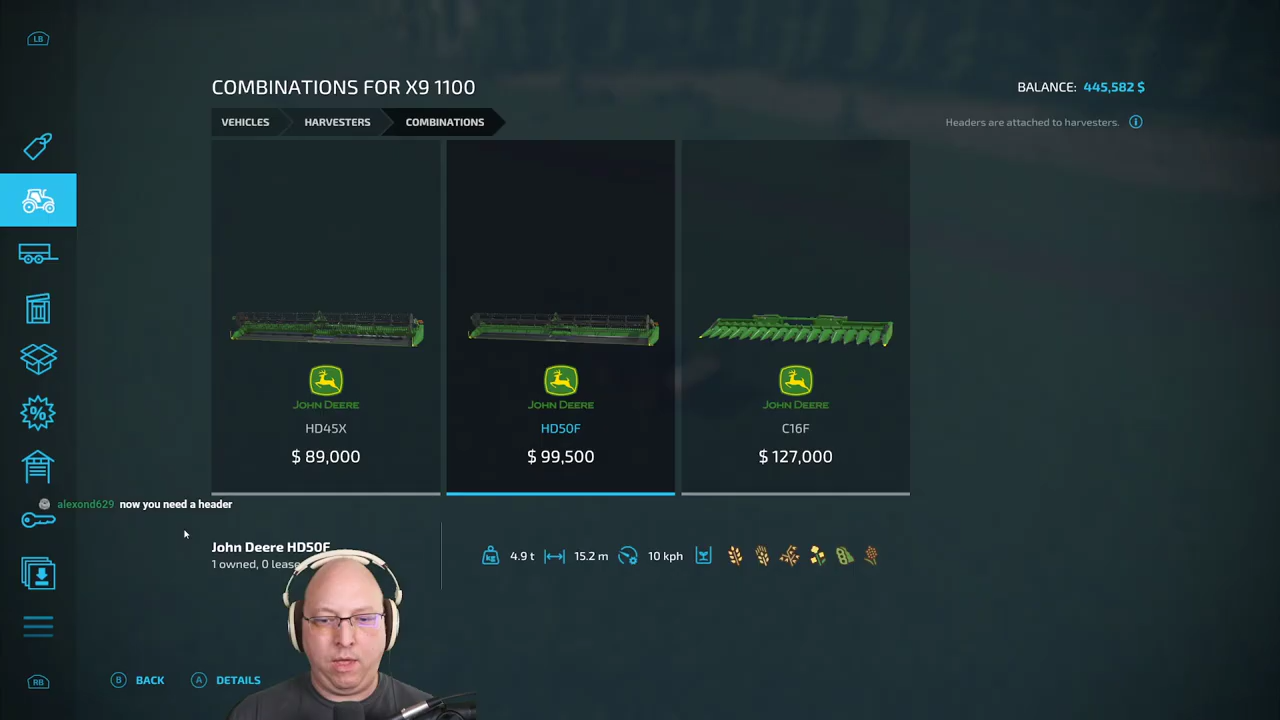 LB
COMBINATIONS FOR X9 1100
BALANCE: 445,582 $
VEHICLES HARVESTERS COMBINATIONS
Headers are attached to harvesters.
JOHN DEERE JOHN DEERE JOHN DEERE
HD45X HD50F C16F
$ 89,000 $ 99,500 $ 127,000
alexond629 now you need a header
John Deere HD50F
1 owned, 0 lease
4.9 t 15.2 m 10 kph
B BACK A DETAILS
RB